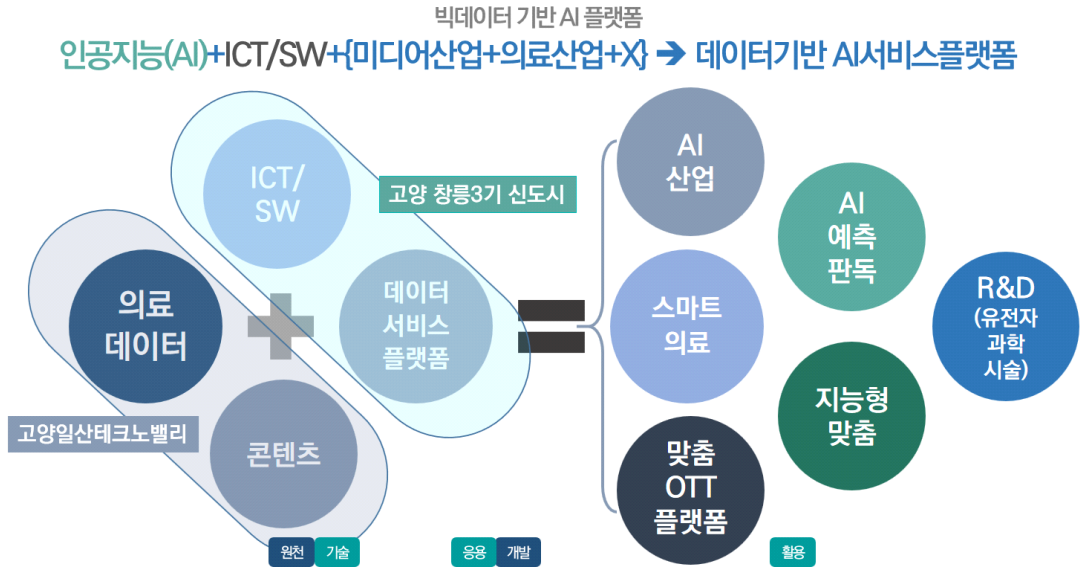 빅데이터 기반 AI 플랫폼
인공지능(AI)+ICT/SW+{미디어산업+의료산업+X} → 데이터기반 AI서비스플랫폼
ICT/
SW
고양 창릉3기 신도시
의료
데이터
데이터
서비스
플랫폼
고양일산테크노밸리
콘텐츠
AI
산업
스마트
의료
맞춤
OTT
플랫폼
AI
예측
판독
지능형
맞춤
R&D
(유전자
과학
시술)
원천 기술
응용 개발
활용